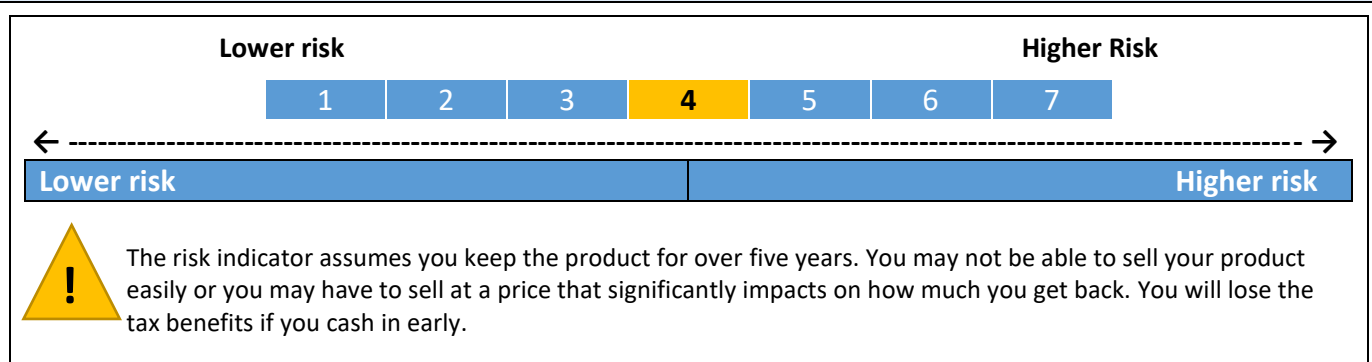 Lower risk Higher Risk
1 2 3 4 5 6 7
← ------------------------------------------------------------------------------------------------------------------------------- →
Lower risk Higher risk
! The risk indicator assumes you keep the product for over five years. You may not be able to sell your product
easily or you may have to sell at a price that significantly impacts on how much you get back. You will lose the
tax benefits if you cash in early.